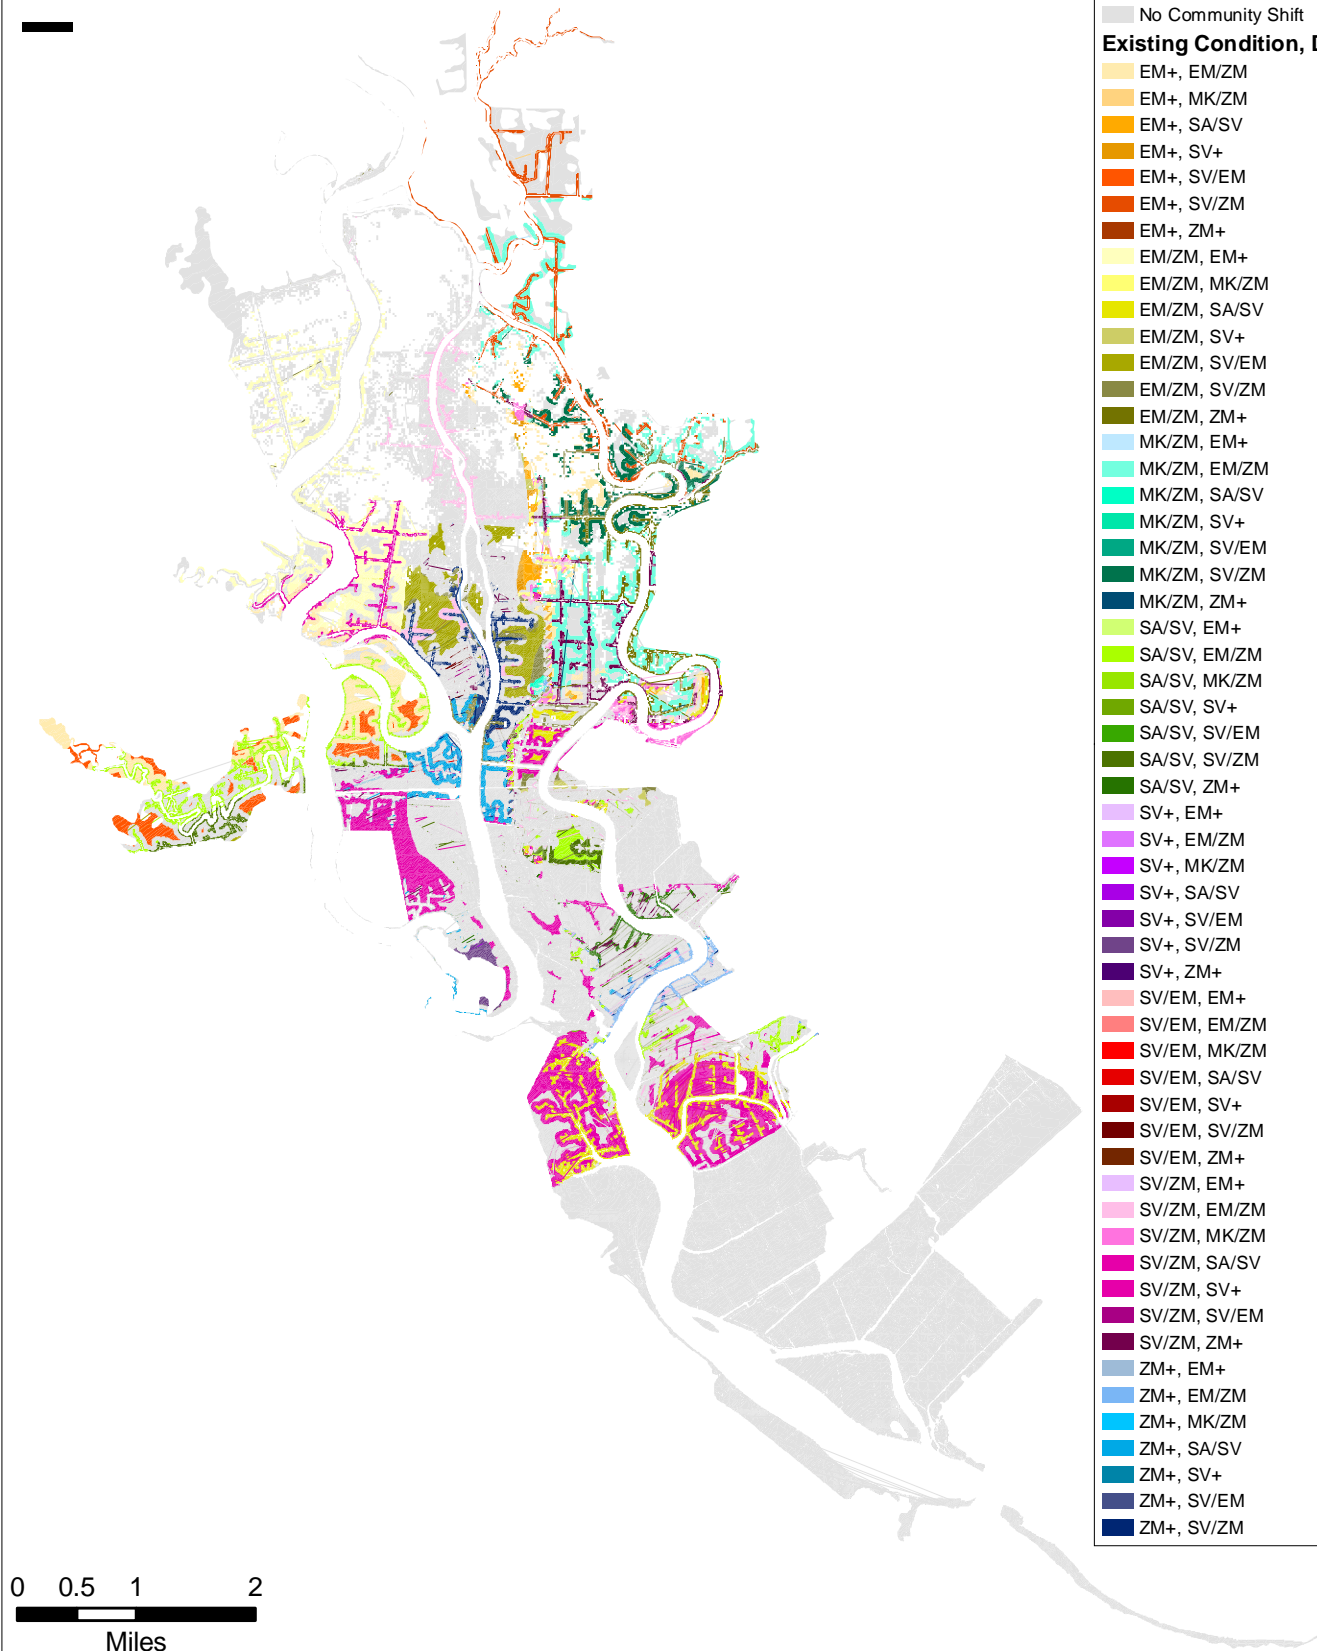 No Community Shift
Existing Condition,
EM+, EM/ZM
EM+, MK/ZM
EM+, SA/SV
EM+, SV+
EM+, SV/EM
EM+, SV/ZM
EM+, ZM+
EM/ZM, EM+
EM/ZM, MK/ZM
EM/ZM, SA/SV
EM/ZM, SV+
EM/ZM, SV/EM
EM/ZM, SV/ZM
EM/ZM, ZM+
MK/ZM, EM+
MK/ZM, EM/ZM
MK/ZM, SA/SV
MK/ZM, SV+
MK/ZM, SV/EM
MK/ZM, SV/ZM
MK/ZM, ZM+
SA/SV, EM+
SA/SV, EM/ZM
SA/SV, MK/ZM
SA/SV, SV+
SA/SV, SV/EM
SA/SV, SV/ZM
SA/SV, ZM+
SV+, EM+
SV+, EM/ZM
SV+, MK/ZM
SV+, SA/SV
SV+, SV/EM
SV+, SV/ZM
SV+, ZM+
SV/EM, EM+
SV/EM, EM/ZM
SV/EM, MK/ZM
SV/EM, SA/SV
SV/EM, SV+
SV/EM, SV/ZM
SV/EM, ZM+
SV/ZM, EM+
SV/ZM, EM/ZM
SV/ZM, MK/ZM
SV/ZM, SA/SV
SV/ZM, SV+
SV/ZM, SV/EM
SV/ZM, ZM+
ZM+, EM+
ZM+, EM/ZM
ZM+, MK/ZM
ZM+, SA/SV
ZM+, SV+
ZM+, SV/EM
ZM+, SV/ZM
0 0.5 1 2
Miles